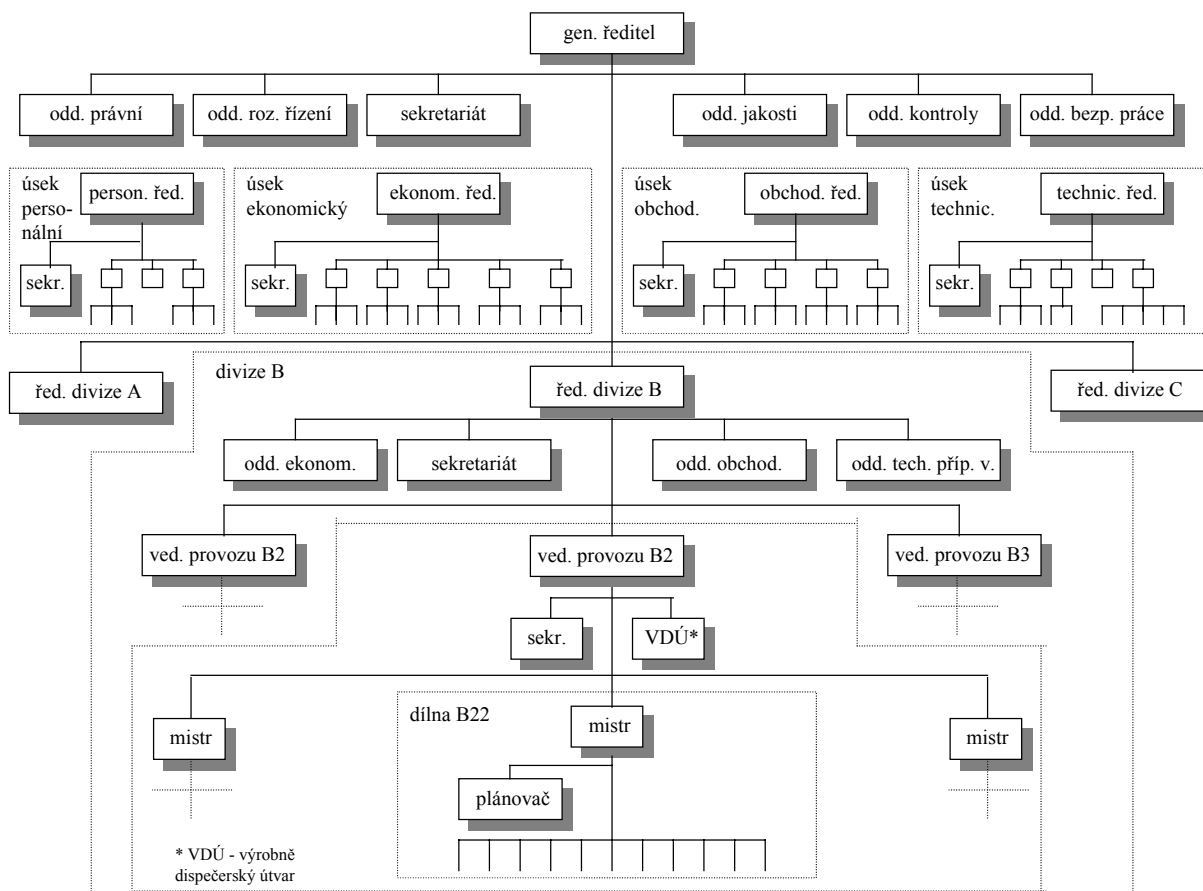 gen. ředitel
odd. právní
odd. roz. řízení
sekretariát
odd. jakosti
odd. kontroly
odd. bezp. práce
úsek
perso-
nální
person. řed.
sekr.
úsek
ekonomický
ekonom. řed.
sekr.
úsek
obchod.
obchod. řed.
sekr.
úsek
technic.
technic. řed.
sekr.
řed. divize A
divize B
řed. divize B
řed. divize C
odd. ekonom.
sekretariát
odd. obchod.
odd. tech. příp. v.
ved. provozu B2
ved. provozu B2
ved. provozu B3
sekr.
VDÚ*
mistr
dílna B22
mistr
mistr
plánovač
* VDÚ - výrobně
dispečerský útvar